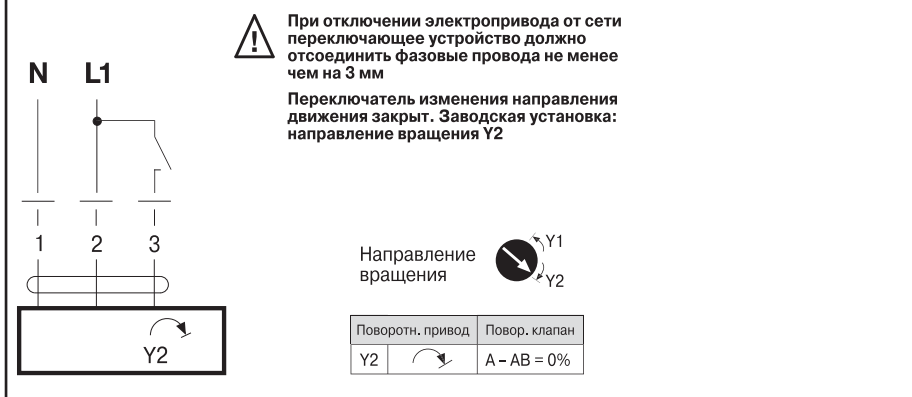 При отключении электропривода от сети
переключающее устройство должно
отсоединить фазовые провода не менее
чем на 3 мм
Переключатель изменения направления
движения закрыт. Заводская установка:
направление вращения Y2
N L1
1 2 3
Y2
Направление
вращения
Y1
Y2
Поворотн. привод Повор. клапан
Y2 A – AB = 0%